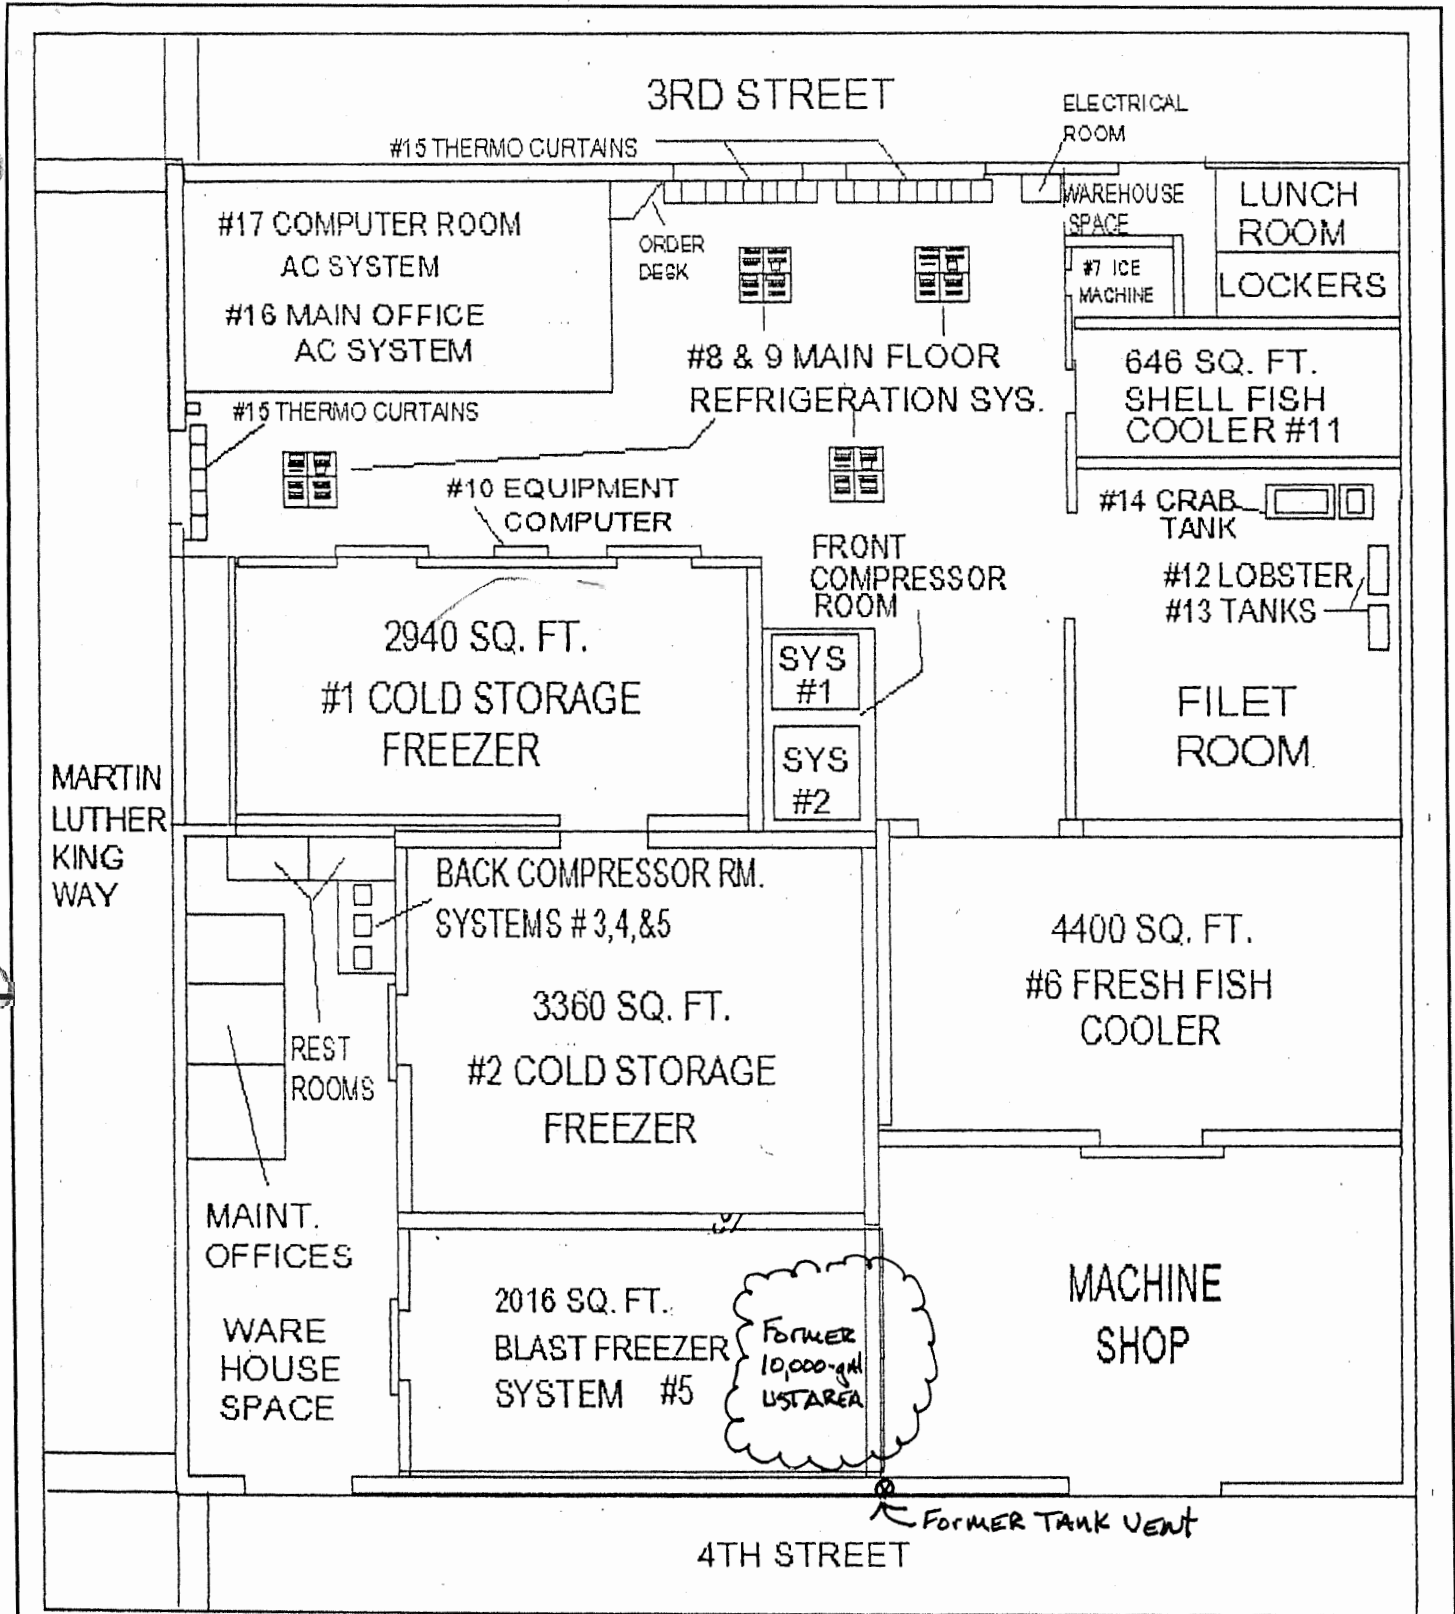 3RD STREET
ELECTRICAL
ROOM
#15 THERMO CURTAINS
#17 COMPUTER ROOM
AC SYSTEM
#16 MAIN OFFICE
AC SYSTEM
ORDER
DESK
WAREHOUSE
SPACE
LUNCH
ROOM
#7 ICE
MACHINE
LOCKERS
#8 & 9 MAIN FLOOR
REFRIGERATION SYS.
646 SQ. FT.
SHELL FISH
COOLER #11
#15 THERMO CURTAINS
#10 EQUIPMENT
COMPUTER
#14 CRAB
TANK
FRONT
COMPRESSOR
ROOM
#12 LOBSTER
#13 TANKS
2940 SQ. FT.
#1 COLD STORAGE
FREEZER
SYS
#1
SYS
#2
FILET
ROOM
MARTIN
LUTHER
KING
WAY
BACK COMPRESSOR RM.
SYSTEMS # 3,4,&5
3360 SQ. FT.
#2 COLD STORAGE
FREEZER
4400 SQ. FT.
#6 FRESH FISH
COOLER
REST
ROOMS
MAINT.
OFFICES
WARE
HOUSE
SPACE
2016 SQ. FT.
BLAST FREEZER
SYSTEM #5
FORMER
10,000-gal
UST AREA
MACHINE
SHOP
FORMER TANK VENT
4TH STREET